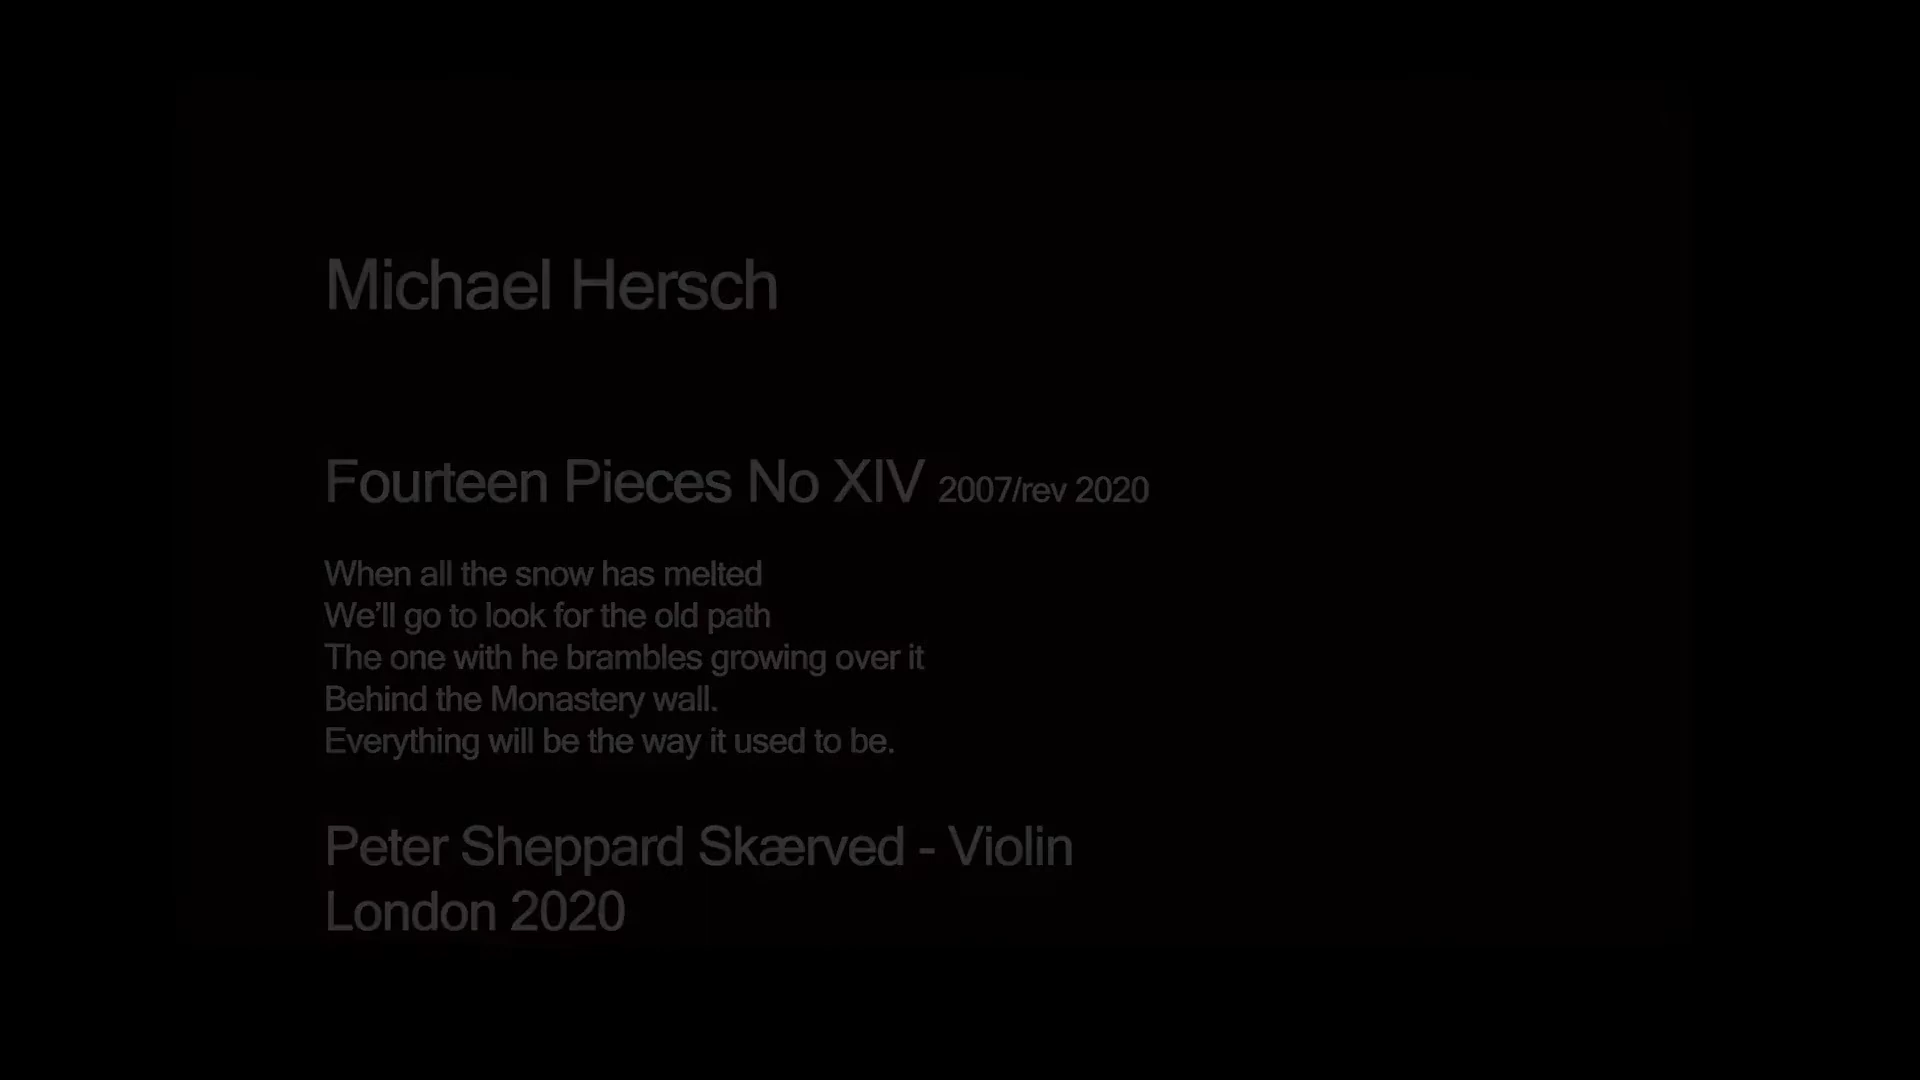 Michael Hersch
Fourteen Pieces No XIV 2007/rev 2020
When all the snow has melted
We’ll go to look for the old path
The one with he brambles growing over it
Behind the Monastery wall.
Everything will be the way it used to be.
Peter Sheppard Skærved - Violin
London 2020